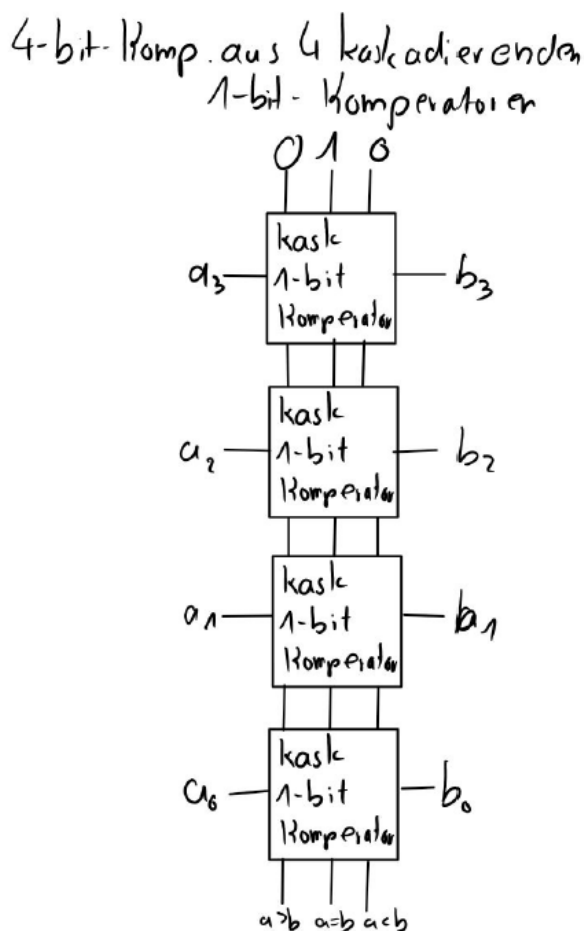 4-bit-Komp. aus 4 kaskadierenden
1-bit-Komperatoren
0 1 0
a₃ kask b₃
1-bit
Komperator
a₂ kask b₂
1-bit
Komperator
a₁ kask b₁
1-bit
Komperator
a₀ kask b₀
1-bit
Komperator
a>b a=b a<b